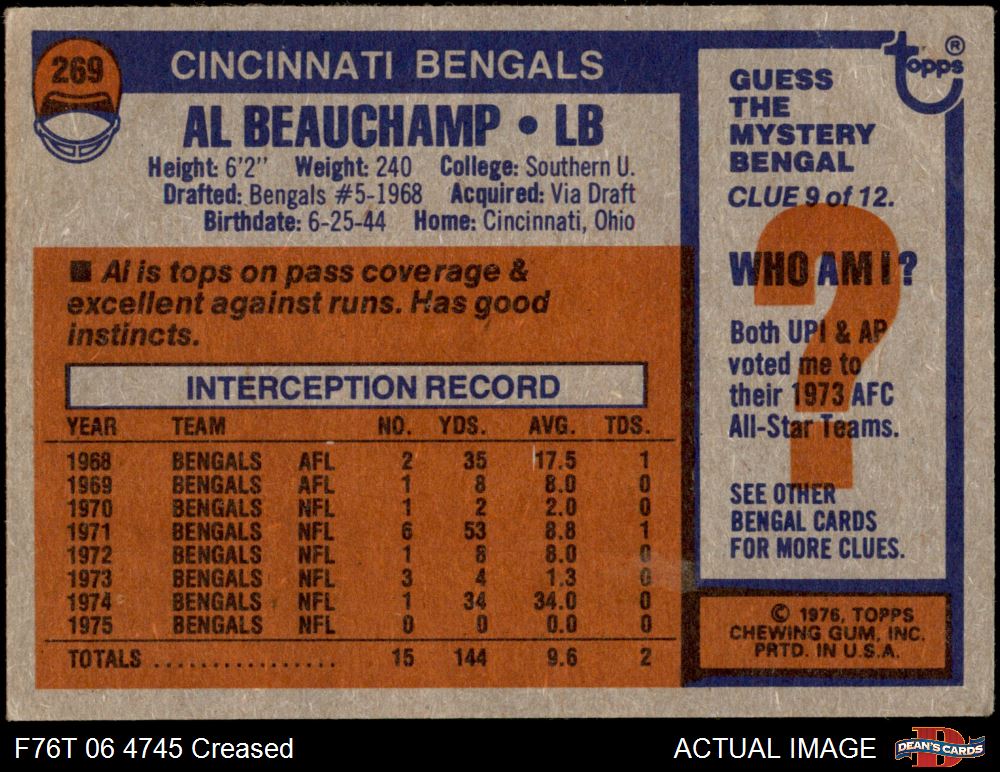 269
CINCINNATI BENGALS
AL BEAUCHAMP • LB
Height: 6'2" Weight: 240 College: Southern U.
Drafted: Bengals #5-1968 Acquired: Via Draft
Birthdate: 6-25-44 Home: Cincinnati, Ohio
■ Al is tops on pass coverage &
excellent against runs. Has good
instincts.
INTERCEPTION RECORD
YEAR TEAM NO. YDS. AVG. TDS.
1968 BENGALS AFL 2 35 17.5 1
1969 BENGALS AFL 1 8 8.0 0
1970 BENGALS NFL 1 2 2.0 0
1971 BENGALS NFL 6 53 8.8 1
1972 BENGALS NFL 1 8 8.0 0
1973 BENGALS NFL 3 4 1.3 0
1974 BENGALS NFL 1 34 34.0 0
1975 BENGALS NFL 0 0 0.0 0
TOTALS ................. 15 144 9.6 2
topps ®
GUESS
THE
MYSTERY
BENGAL
CLUE 9 of 12.
?
WHO AM I?
Both UPI & AP
voted me to
their 1973 AFC
All-Star Teams.
SEE OTHER
BENGAL CARDS
FOR MORE CLUES.
© 1976, TOPPS
CHEWING GUM, INC.
PRTD. IN U.S.A.
F76T 06 4745 Creased
ACTUAL IMAGE
DEAN'S CARDS